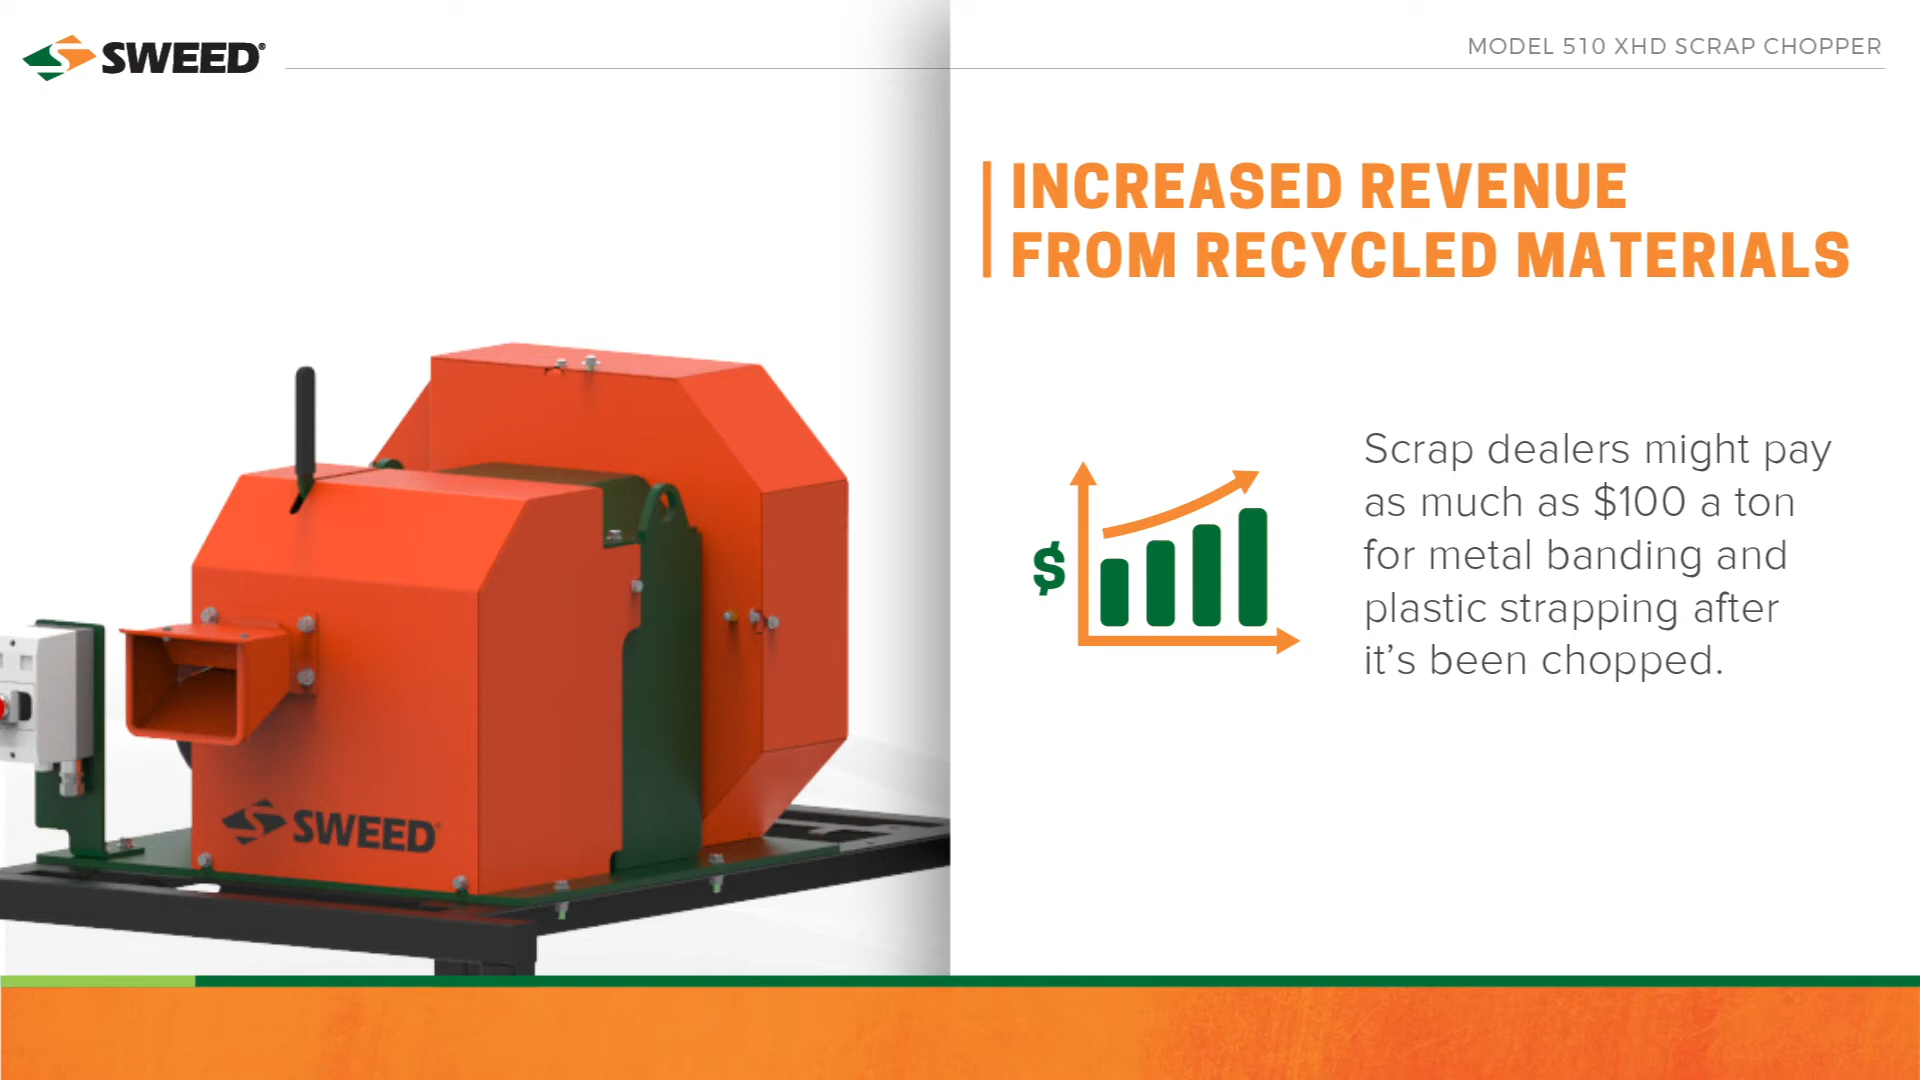 SWEED®
MODEL 510 XHD SCRAP CHOPPER
INCREASED REVENUE
FROM RECYCLED MATERIALS
Scrap dealers might pay
as much as $100 a ton
for metal banding and
plastic strapping after
it’s been chopped.
$
SWEED